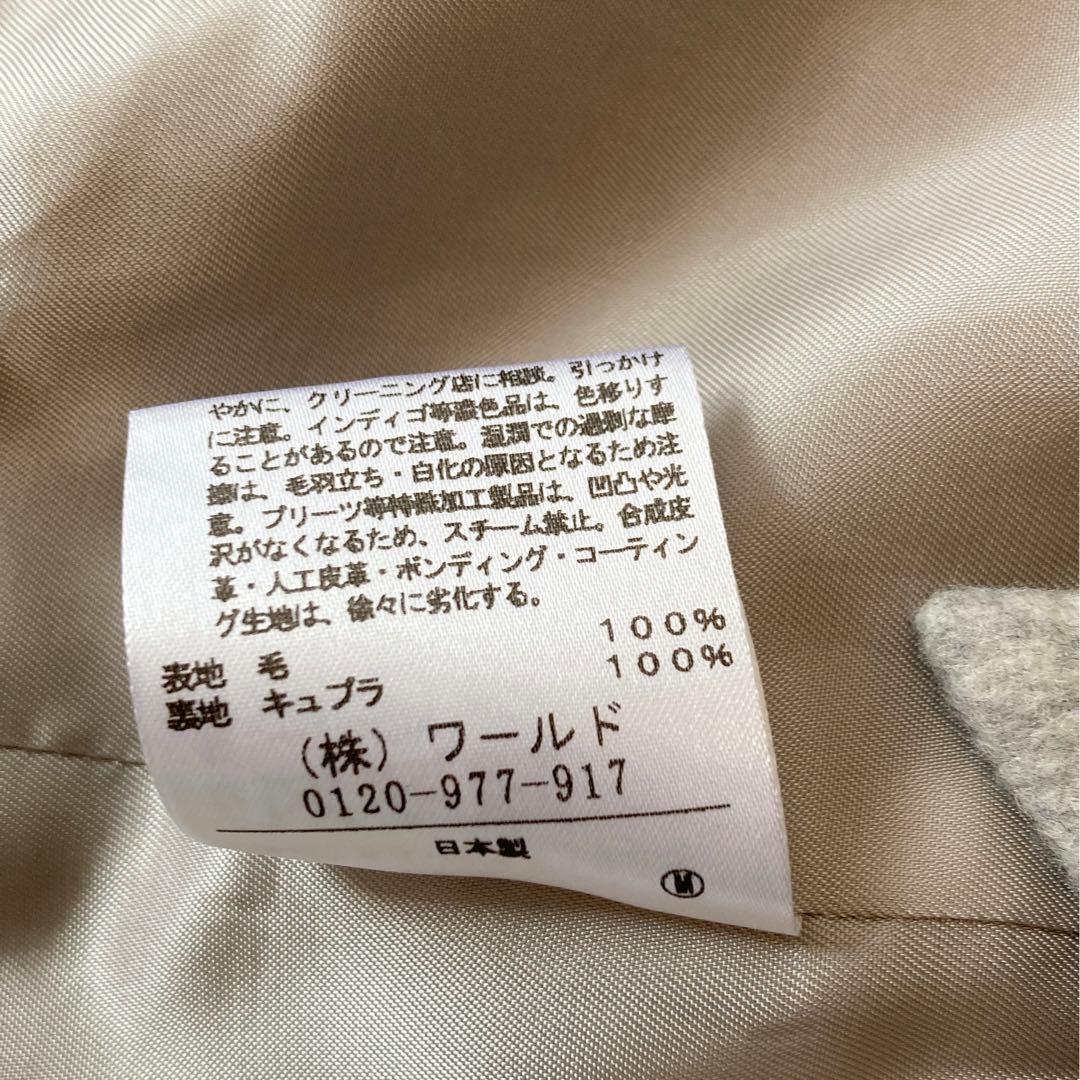 やかに、クリーニング店に相談。引っかけ
に注意。インディゴ等濃色品は、色移りす
ることがあるので注意。湿潤での過剰な摩
擦は、毛羽立ち・白化の原因となるため注
意。プリーツ等特殊加工製品は、凹凸や光
沢がなくなるため、スチーム禁止。合成皮
革・人工皮革・ボンディング・コーティン
グ生地は、徐々に劣化する。
表地 毛 100%
裏地 キュプラ 100%
(株) ワールド
0120-977-917
日本製
M